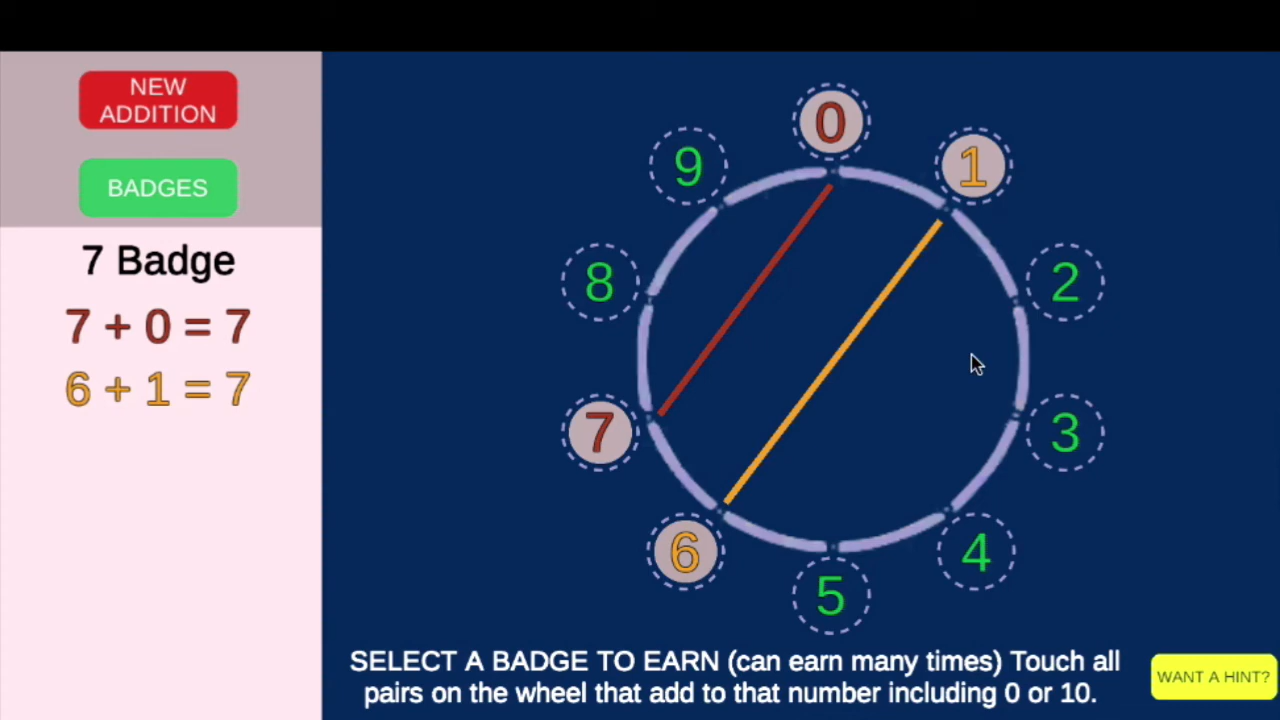 NEW
ADDITION
BADGES
7 Badge
7 + 0 = 7
6 + 1 = 7
0
1
2
3
4
5
6
7
8
9
SELECT A BADGE TO EARN (can earn many times) Touch all
pairs on the wheel that add to that number including 0 or 10.
WANT A HINT?